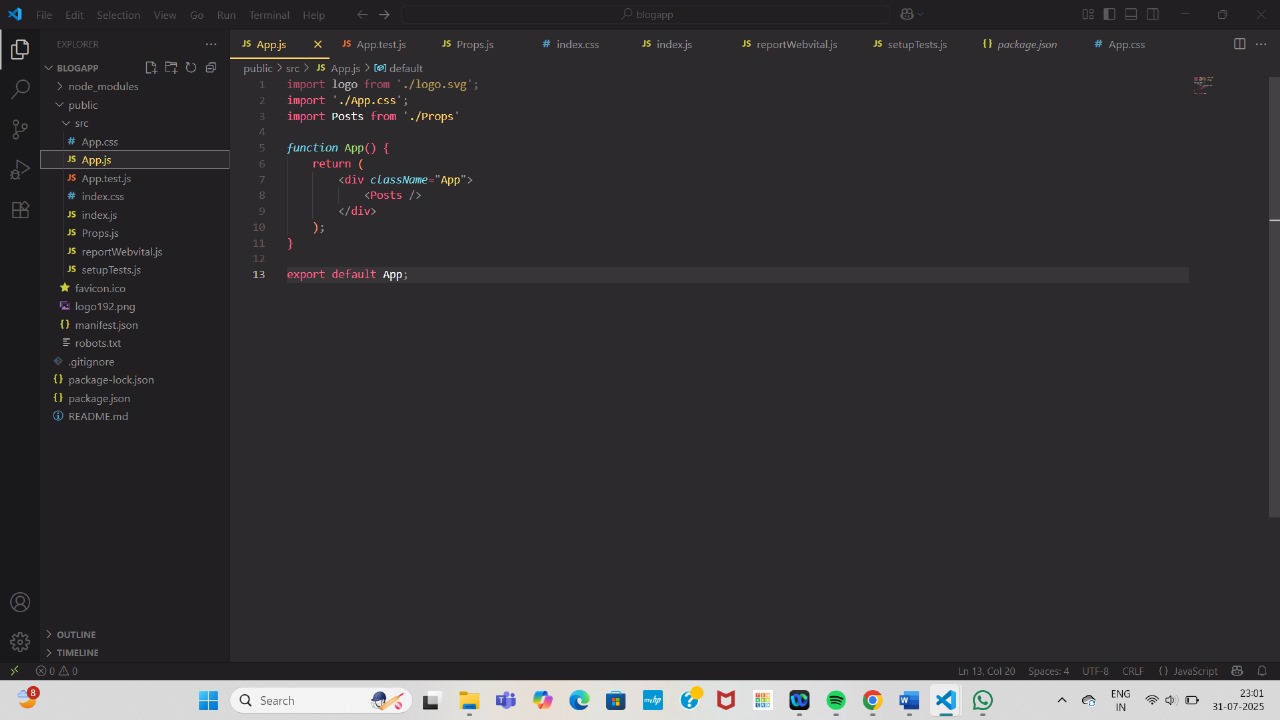 File Edit Selection View Go Run Terminal Help
blogapp
EXPLORER
BLOGAPP
node_modules
public
src
# App.css
JS App.js
JS App.test.js
# index.css
JS index.js
JS Props.js
JS reportWebvital.js
JS setupTests.js
favicon.ico
logo192.png
{} manifest.json
robots.txt
.gitignore
{} package-lock.json
{} package.json
README.md
OUTLINE
TIMELINE
JS App.js
JS App.test.js
JS Props.js
# index.css
JS index.js
JS reportWebvital.js
JS setupTests.js
{} package.json
# App.css
public > src > JS App.js > default
1 import logo from './logo.svg';
2 import './App.css';
3 import Posts from './Props'
4
5 function App() {
6 return (
7 <div className="App">
8 <Posts />
9 </div>
10 );
11 }
12
13 export default App;
0 0
Ln 13, Col 20 Spaces: 4 UTF-8 CRLF {} JavaScript
8
Search
myhp
W
ENG
IN
23:01
31-07-2025